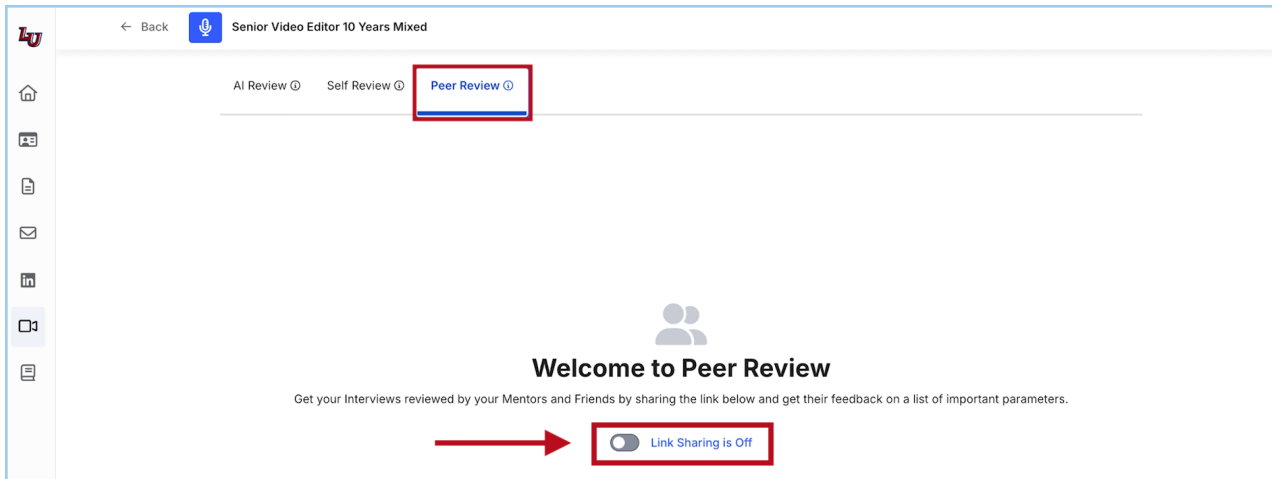 LU
← Back Senior Video Editor 10 Years Mixed
AI Review Self Review Peer Review
in
Welcome to Peer Review
Get your Interviews reviewed by your Mentors and Friends by sharing the link below and get their feedback on a list of important parameters.
Link Sharing is Off